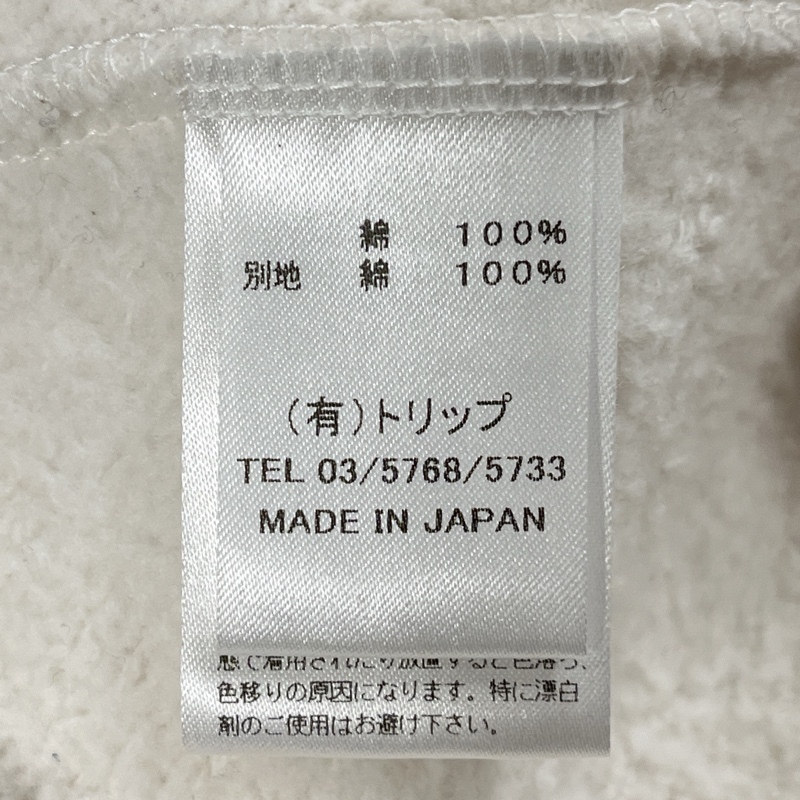 綿 100%
別地 綿 100%
(有)トリップ
TEL 03/5768/5733
MADE IN JAPAN
色移りの原因になります。特に漂白
剤のご使用はお避け下さい。